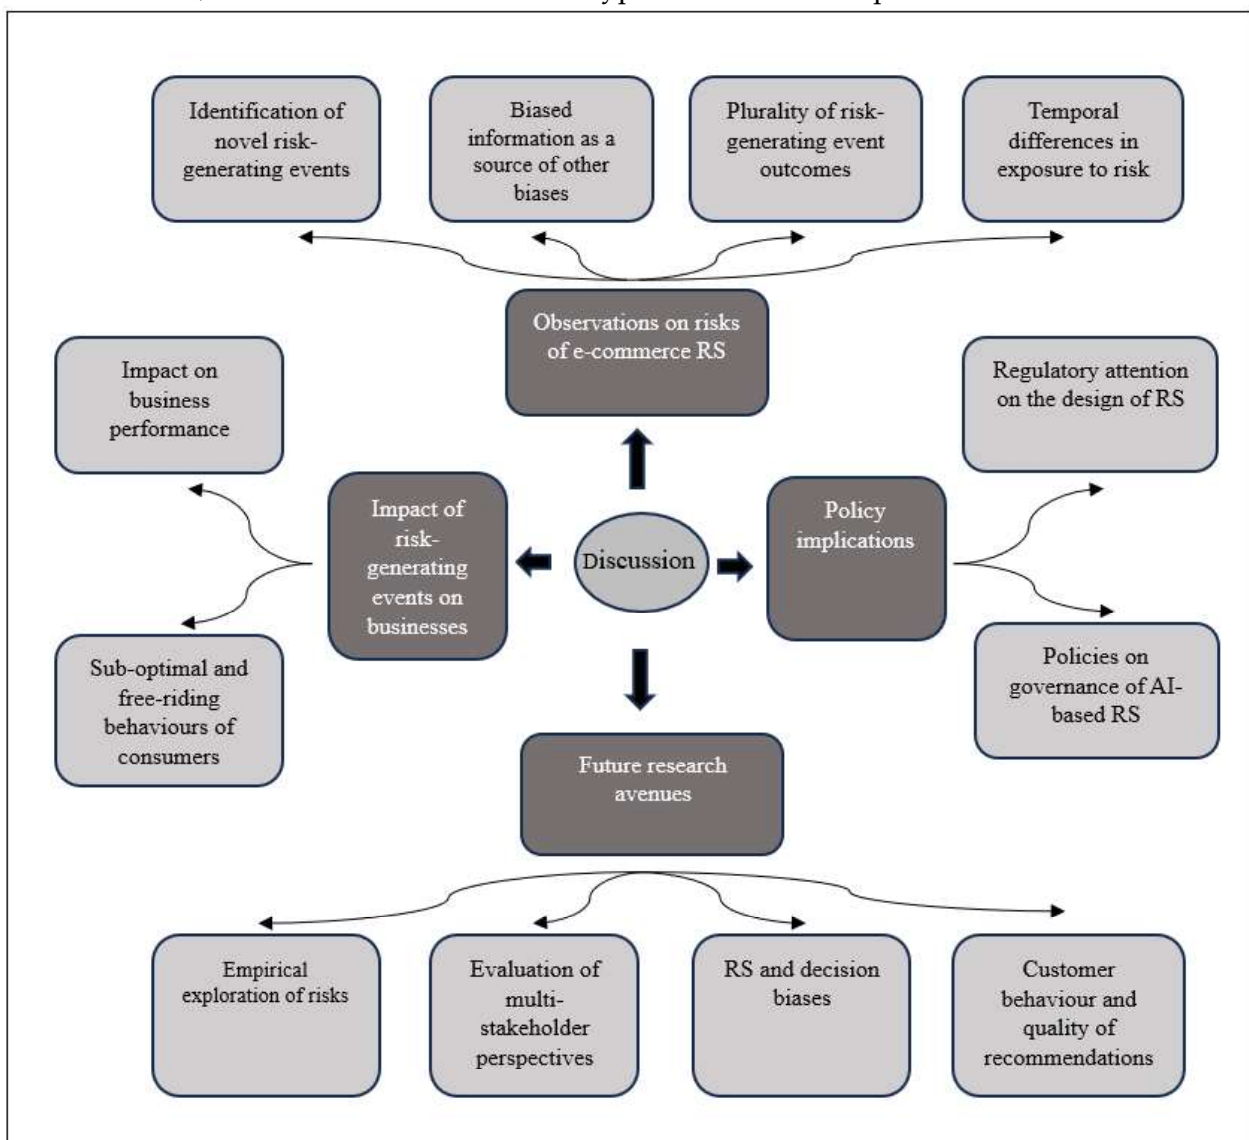 Identification of
novel risk-
generating events
Biased
information as a
source of other
biases
Plurality of risk-
generating event
outcomes
Temporal
differences in
exposure to risk
Observations on risks
of e-commerce RS
Impact on
business
performance
Regulatory attention
on the design of RS
Impact of
risk-
generating
events on
businesses
Discussion
Policy
implications
Sub-optimal and
free-riding
behaviours of
consumers
Policies on
governance of AI-
based RS
Future research
avenues
Empirical
exploration of risks
Evaluation of
multi-
stakeholder
perspectives
RS and decision
biases
Customer
behaviour and
quality of
recommendations